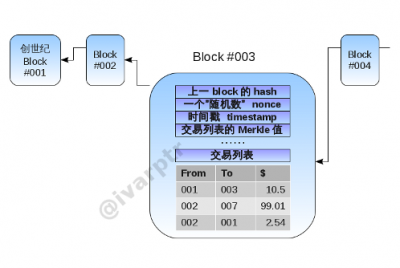 创世纪
Block
#001
Block
#002
Block #003
Block
#004
上一 block 的 hash
一个"随机数" nonce
时间戳 timestamp
交易列表的 Merkle 值
······
交易列表
From To $
001 003 10.5
002 007 99.01
002 001 2.54
@ivarptr